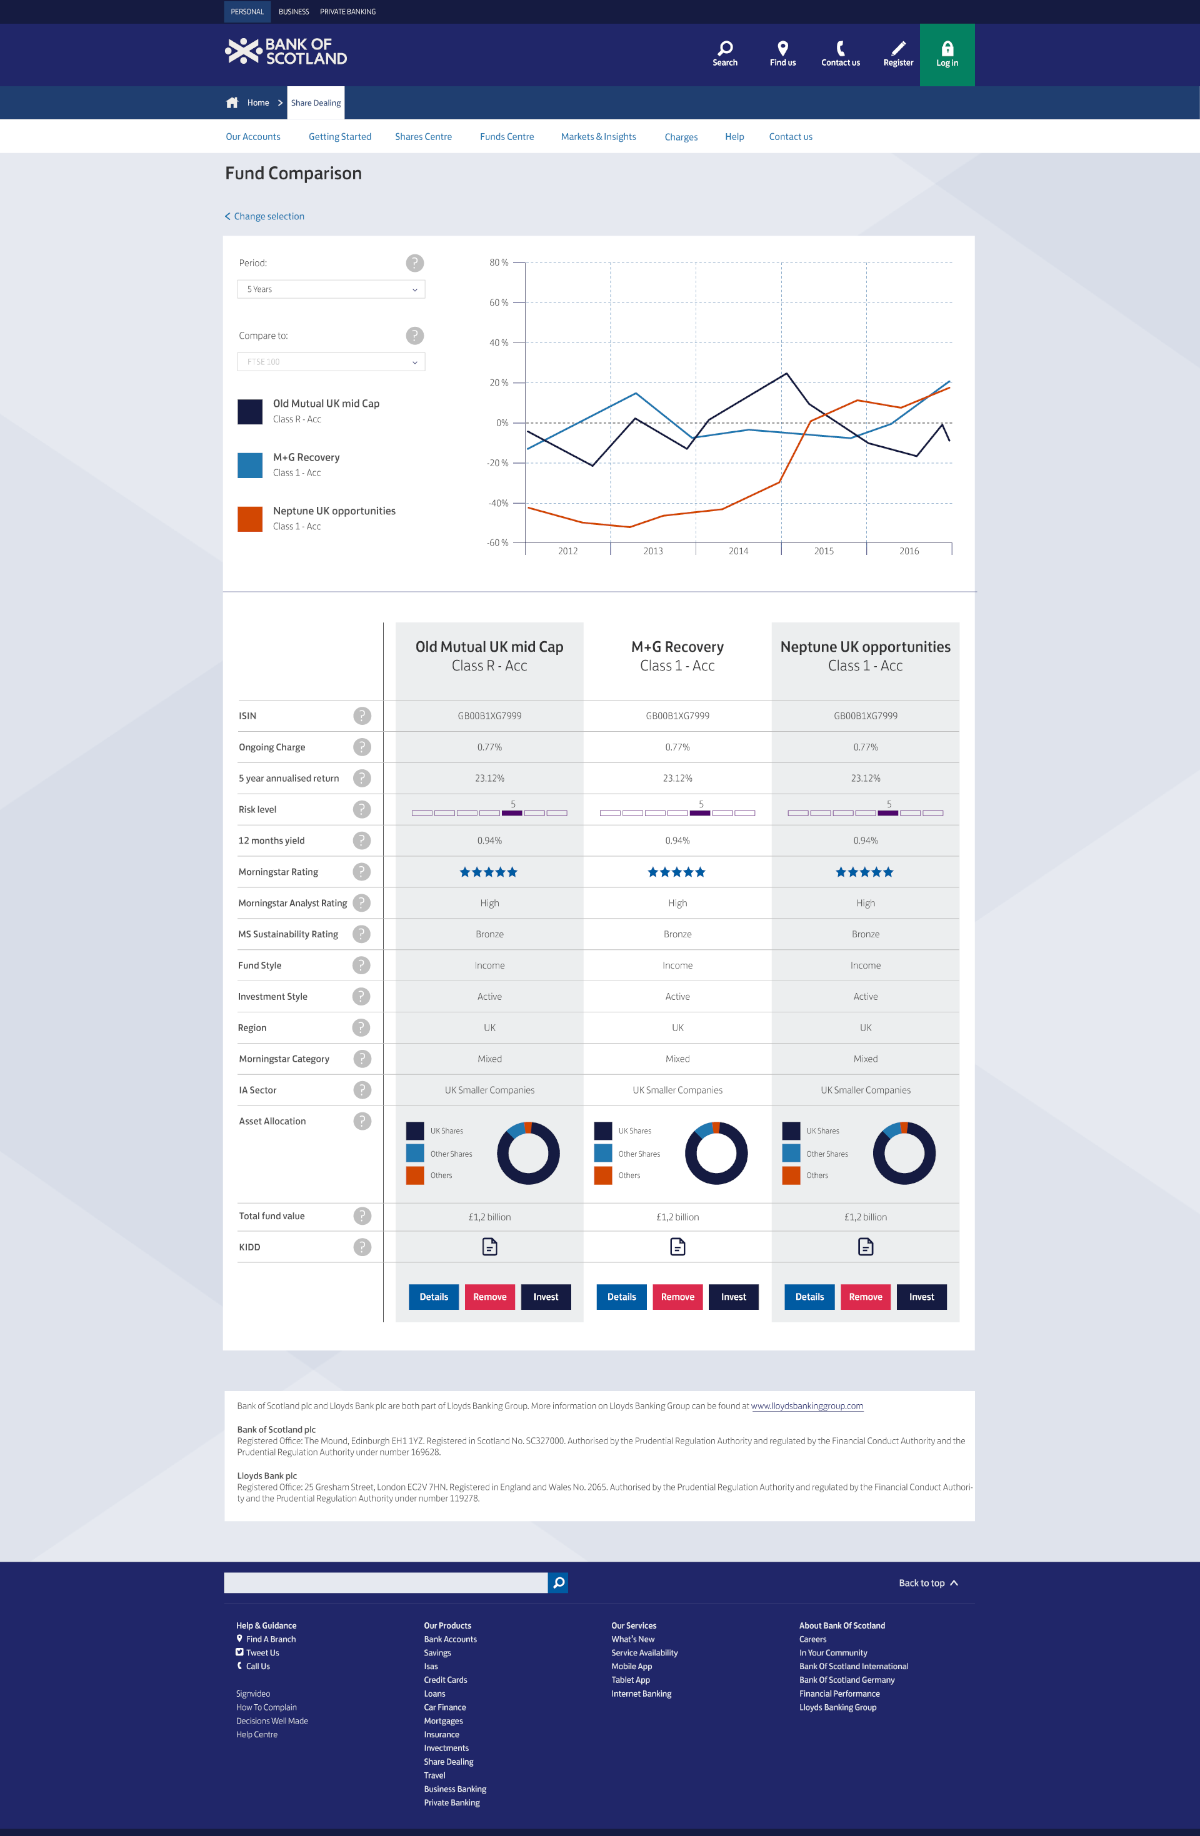 PERSONAL BUSINESS PRIVATE BANKING
BANK OF
SCOTLAND
Search Find us Contact us Register Log in
Home > Share Dealing
Our Accounts Getting Started Shares Centre Funds Centre Markets & Insights Charges Help Contact us
Fund Comparison
< Change selection
Period: ?
5 Years
Compare to: ?
FTSE 100
Old Mutual UK mid Cap
Class R - Acc
M+G Recovery
Class 1 - Acc
Neptune UK opportunities
Class 1 - Acc
80 %
60 %
40 %
20 %
0%
-20 %
-40%
-60 %
2012 2013 2014 2015 2016
Old Mutual UK mid Cap M+G Recovery Neptune UK opportunities
Class R - Acc Class 1 - Acc Class 1 - Acc
ISIN ? GB00B1XG7999 GB00B1XG7999 GB00B1XG7999
Ongoing Charge ? 0.77% 0.77% 0.77%
5 year annualised return ? 23.12% 23.12% 23.12%
Risk level ? 5 5 5
12 months yield ? 0.94% 0.94% 0.94%
Morningstar Rating ?
Morningstar Analyst Rating ? High High High
MS Sustainability Rating ? Bronze Bronze Bronze
Fund Style ? Income Income Income
Investment Style ? Active Active Active
Region ? UK UK UK
Morningstar Category ? Mixed Mixed Mixed
IA Sector ? UK Smaller Companies UK Smaller Companies UK Smaller Companies
Asset Allocation ?
UK Shares UK Shares UK Shares
Other Shares Other Shares Other Shares
Others Others Others
Total fund value ? £1,2 billion £1,2 billion £1,2 billion
KIDD ?
Details Remove Invest Details Remove Invest Details Remove Invest
Bank of Scotland plc and Lloyds Bank plc are both part of Lloyds Banking Group. More information on Lloyds Banking Group can be found at www.lloydsbankinggroup.com
Bank of Scotland plc
Registered Office: The Mound, Edinburgh EH1 1YZ. Registered in Scotland No. SC327000. Authorised by the Prudential Regulation Authority and regulated by the Financial Conduct Authority and the
Prudential Regulation Authority under number 169628.
Lloyds Bank plc
Registered Office: 25 Gresham Street, London EC2V 7HN. Registered in England and Wales No. 2065. Authorised by the Prudential Regulation Authority and regulated by the Financial Conduct Authori-
ty and the Prudential Regulation Authority under number 119278.
Back to top
Help & Guidance
Find A Branch
Tweet Us
Call Us
Signvideo
How To Complain
Decisions Well Made
Help Centre
Our Products
Bank Accounts
Savings
Isas
Credit Cards
Loans
Car Finance
Mortgages
Insurance
Investments
Share Dealing
Travel
Business Banking
Private Banking
Our Services
What's New
Service Availability
Mobile App
Tablet App
Internet Banking
About Bank Of Scotland
Careers
In Your Community
Bank Of Scotland International
Bank Of Scotland Germany
Financial Performance
Lloyds Banking Group